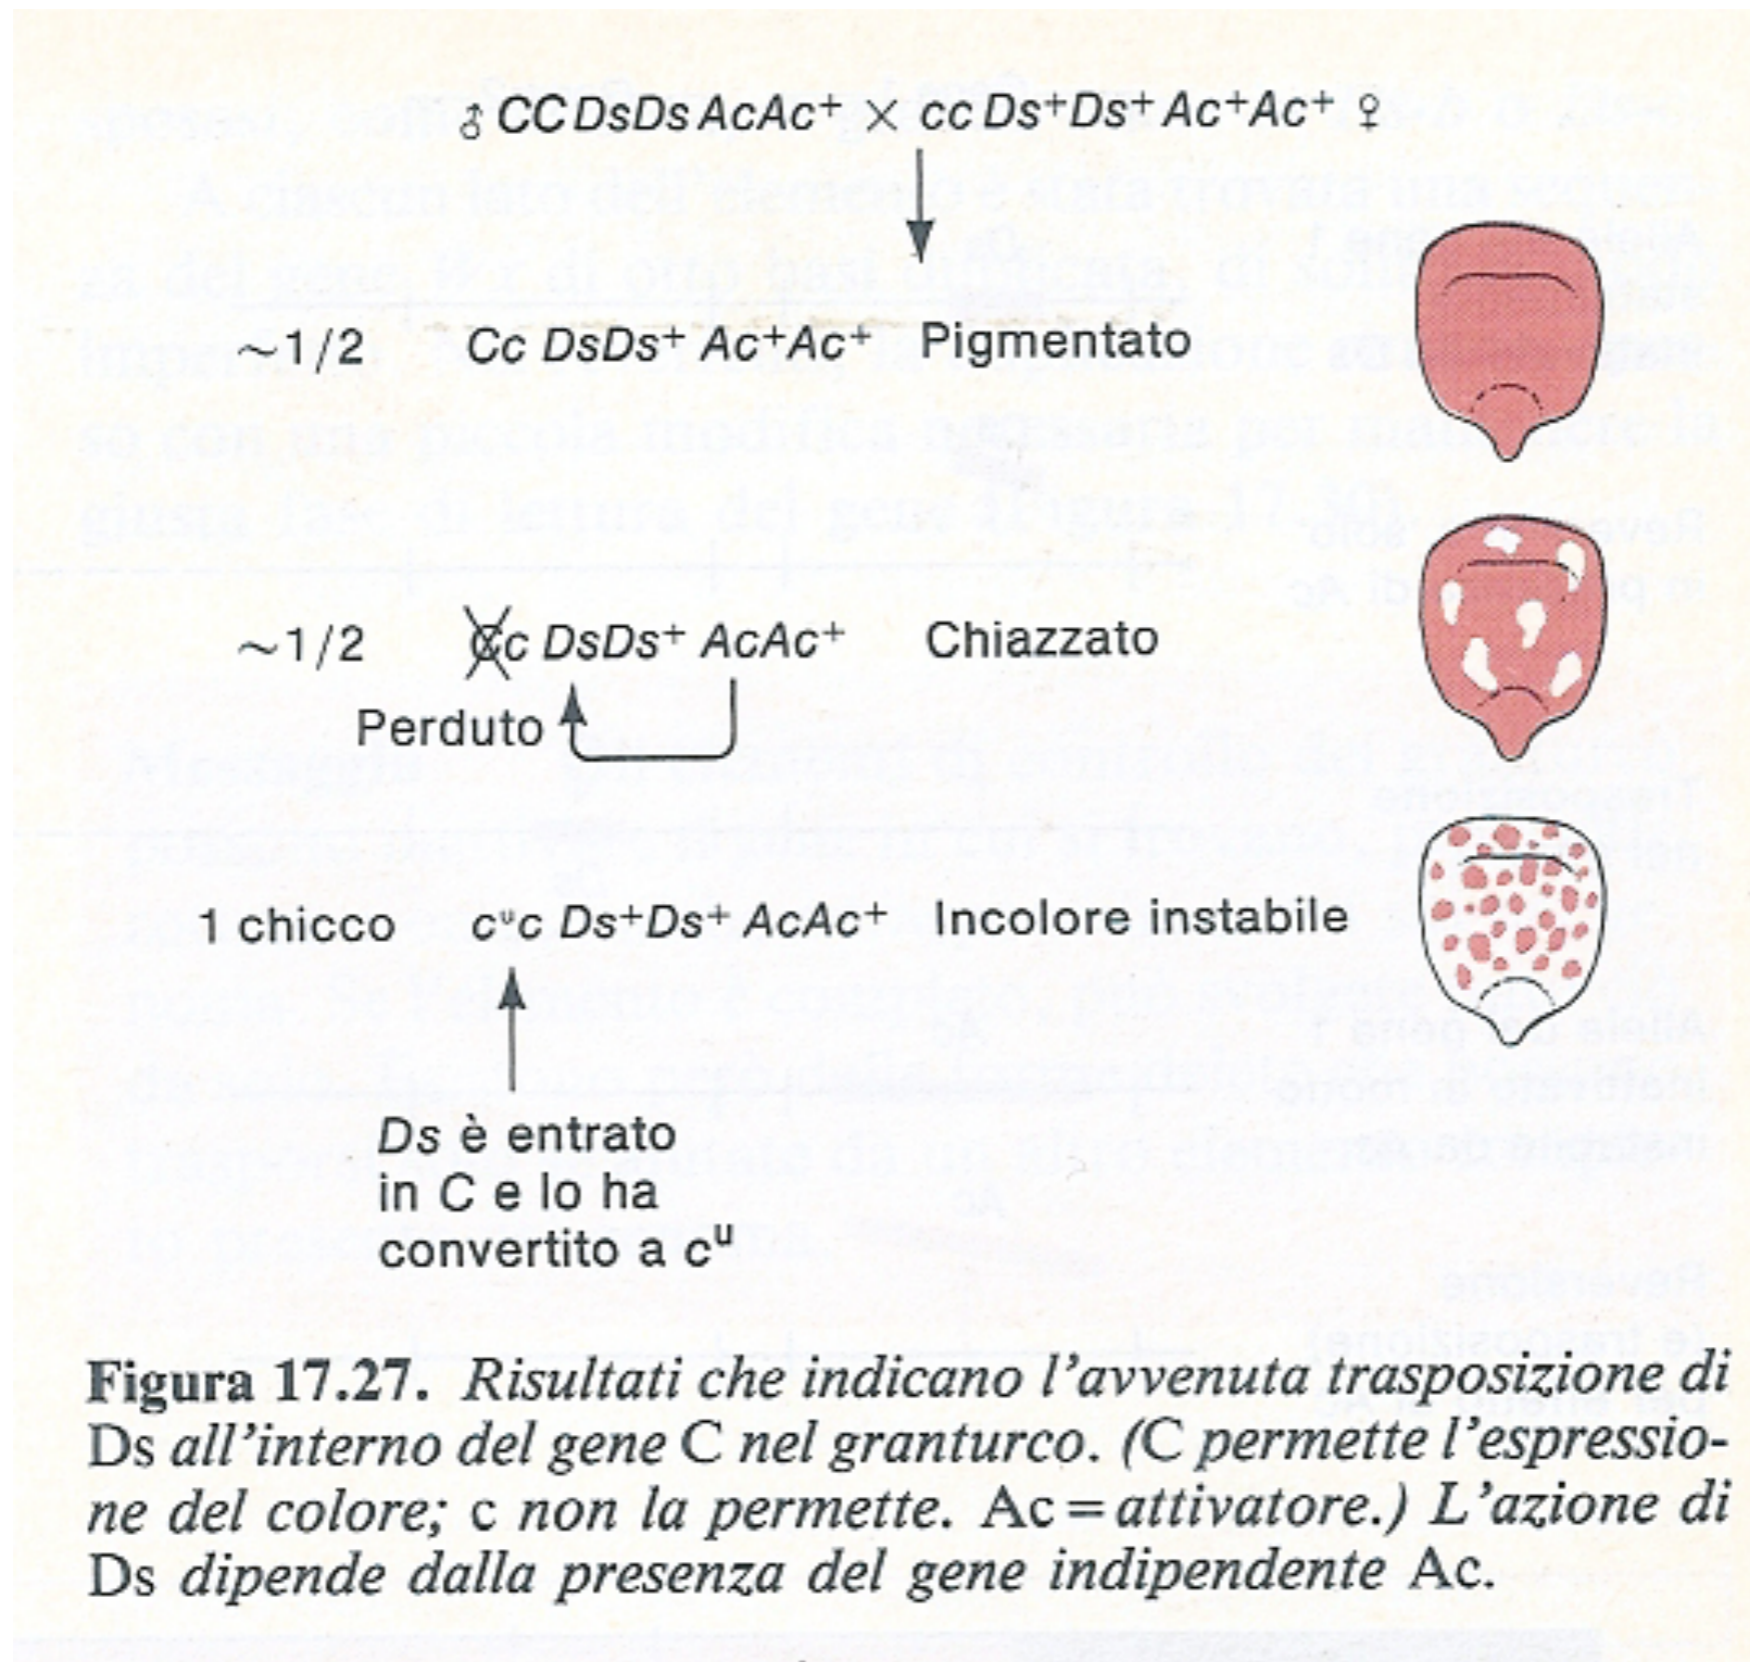 ♂ CC DsDs AcAc⁺ × cc Ds⁺Ds⁺ Ac⁺Ac⁺ ♀
~1/2 Cc DsDs⁺ Ac⁺Ac⁺ Pigmentato
~1/2 Cc DsDs⁺ AcAc⁺ Chiazzato
Perduto
1 chicco cᵘc Ds⁺Ds⁺ AcAc⁺ Incolore instabile
Ds è entrato
in C e lo ha
convertito a cᵘ
Figura 17.27. Risultati che indicano l'avvenuta trasposizione di
Ds all'interno del gene C nel granturco. (C permette l'espressio-
ne del colore; c non la permette. Ac = attivatore.) L'azione di
Ds dipende dalla presenza del gene indipendente Ac.